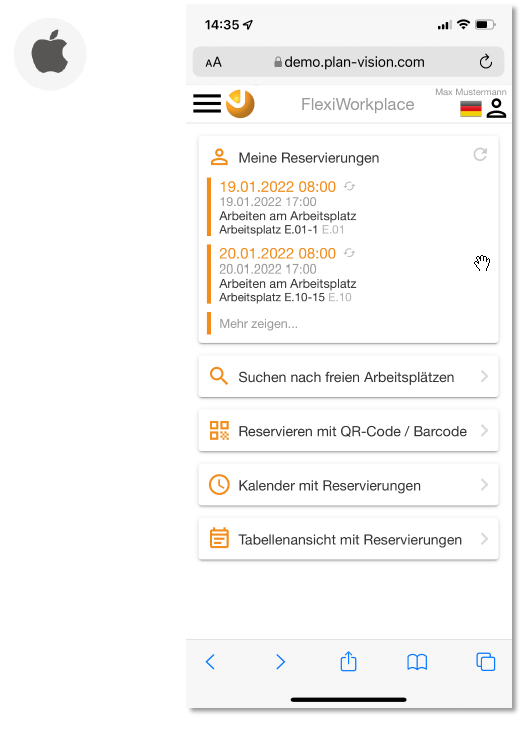 14:35
AA
demo.plan-vision.com
Max Mustermann
FlexiWorkplace
Meine Reservierungen
19.01.2022 08:00
19.01.2022 17:00
Arbeiten am Arbeitsplatz
Arbeitsplatz E.01-1 E.01
20.01.2022 08:00
20.01.2022 17:00
Arbeiten am Arbeitsplatz
Arbeitsplatz E.10-15 E.10
Mehr zeigen...
Suchen nach freien Arbeitsplätzen
Reservieren mit QR-Code / Barcode
Kalender mit Reservierungen
Tabellenansicht mit Reservierungen